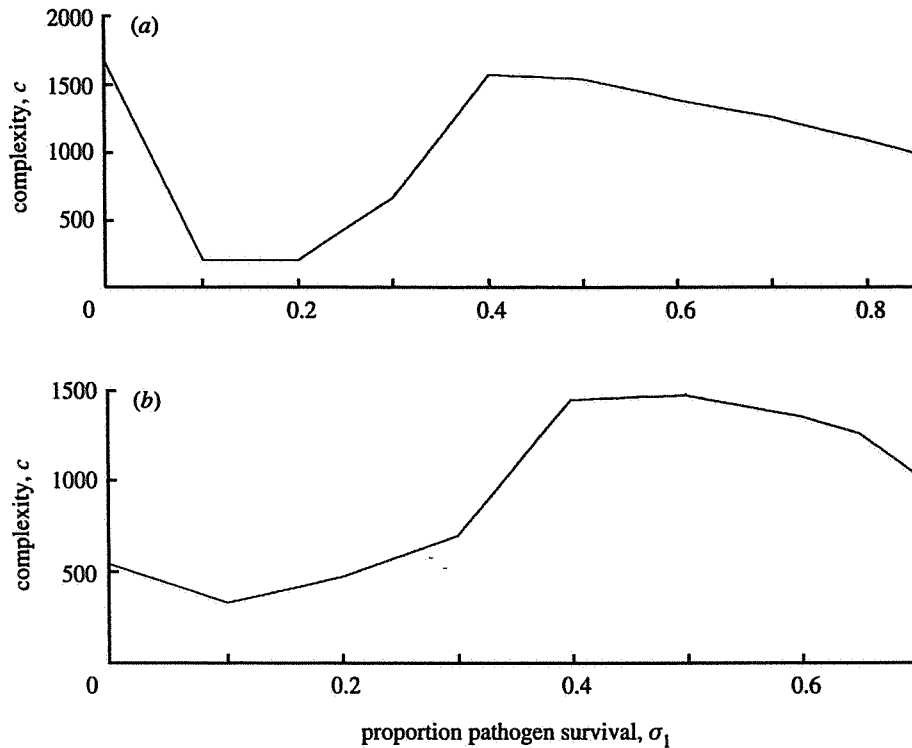 (a)
2000
1500
1000
500
complexity, c
0 0.2 0.4 0.6 0.8
(b)
1500
1000
500
complexity, c
0 0.2 0.4 0.6
proportion pathogen survival, σ₁